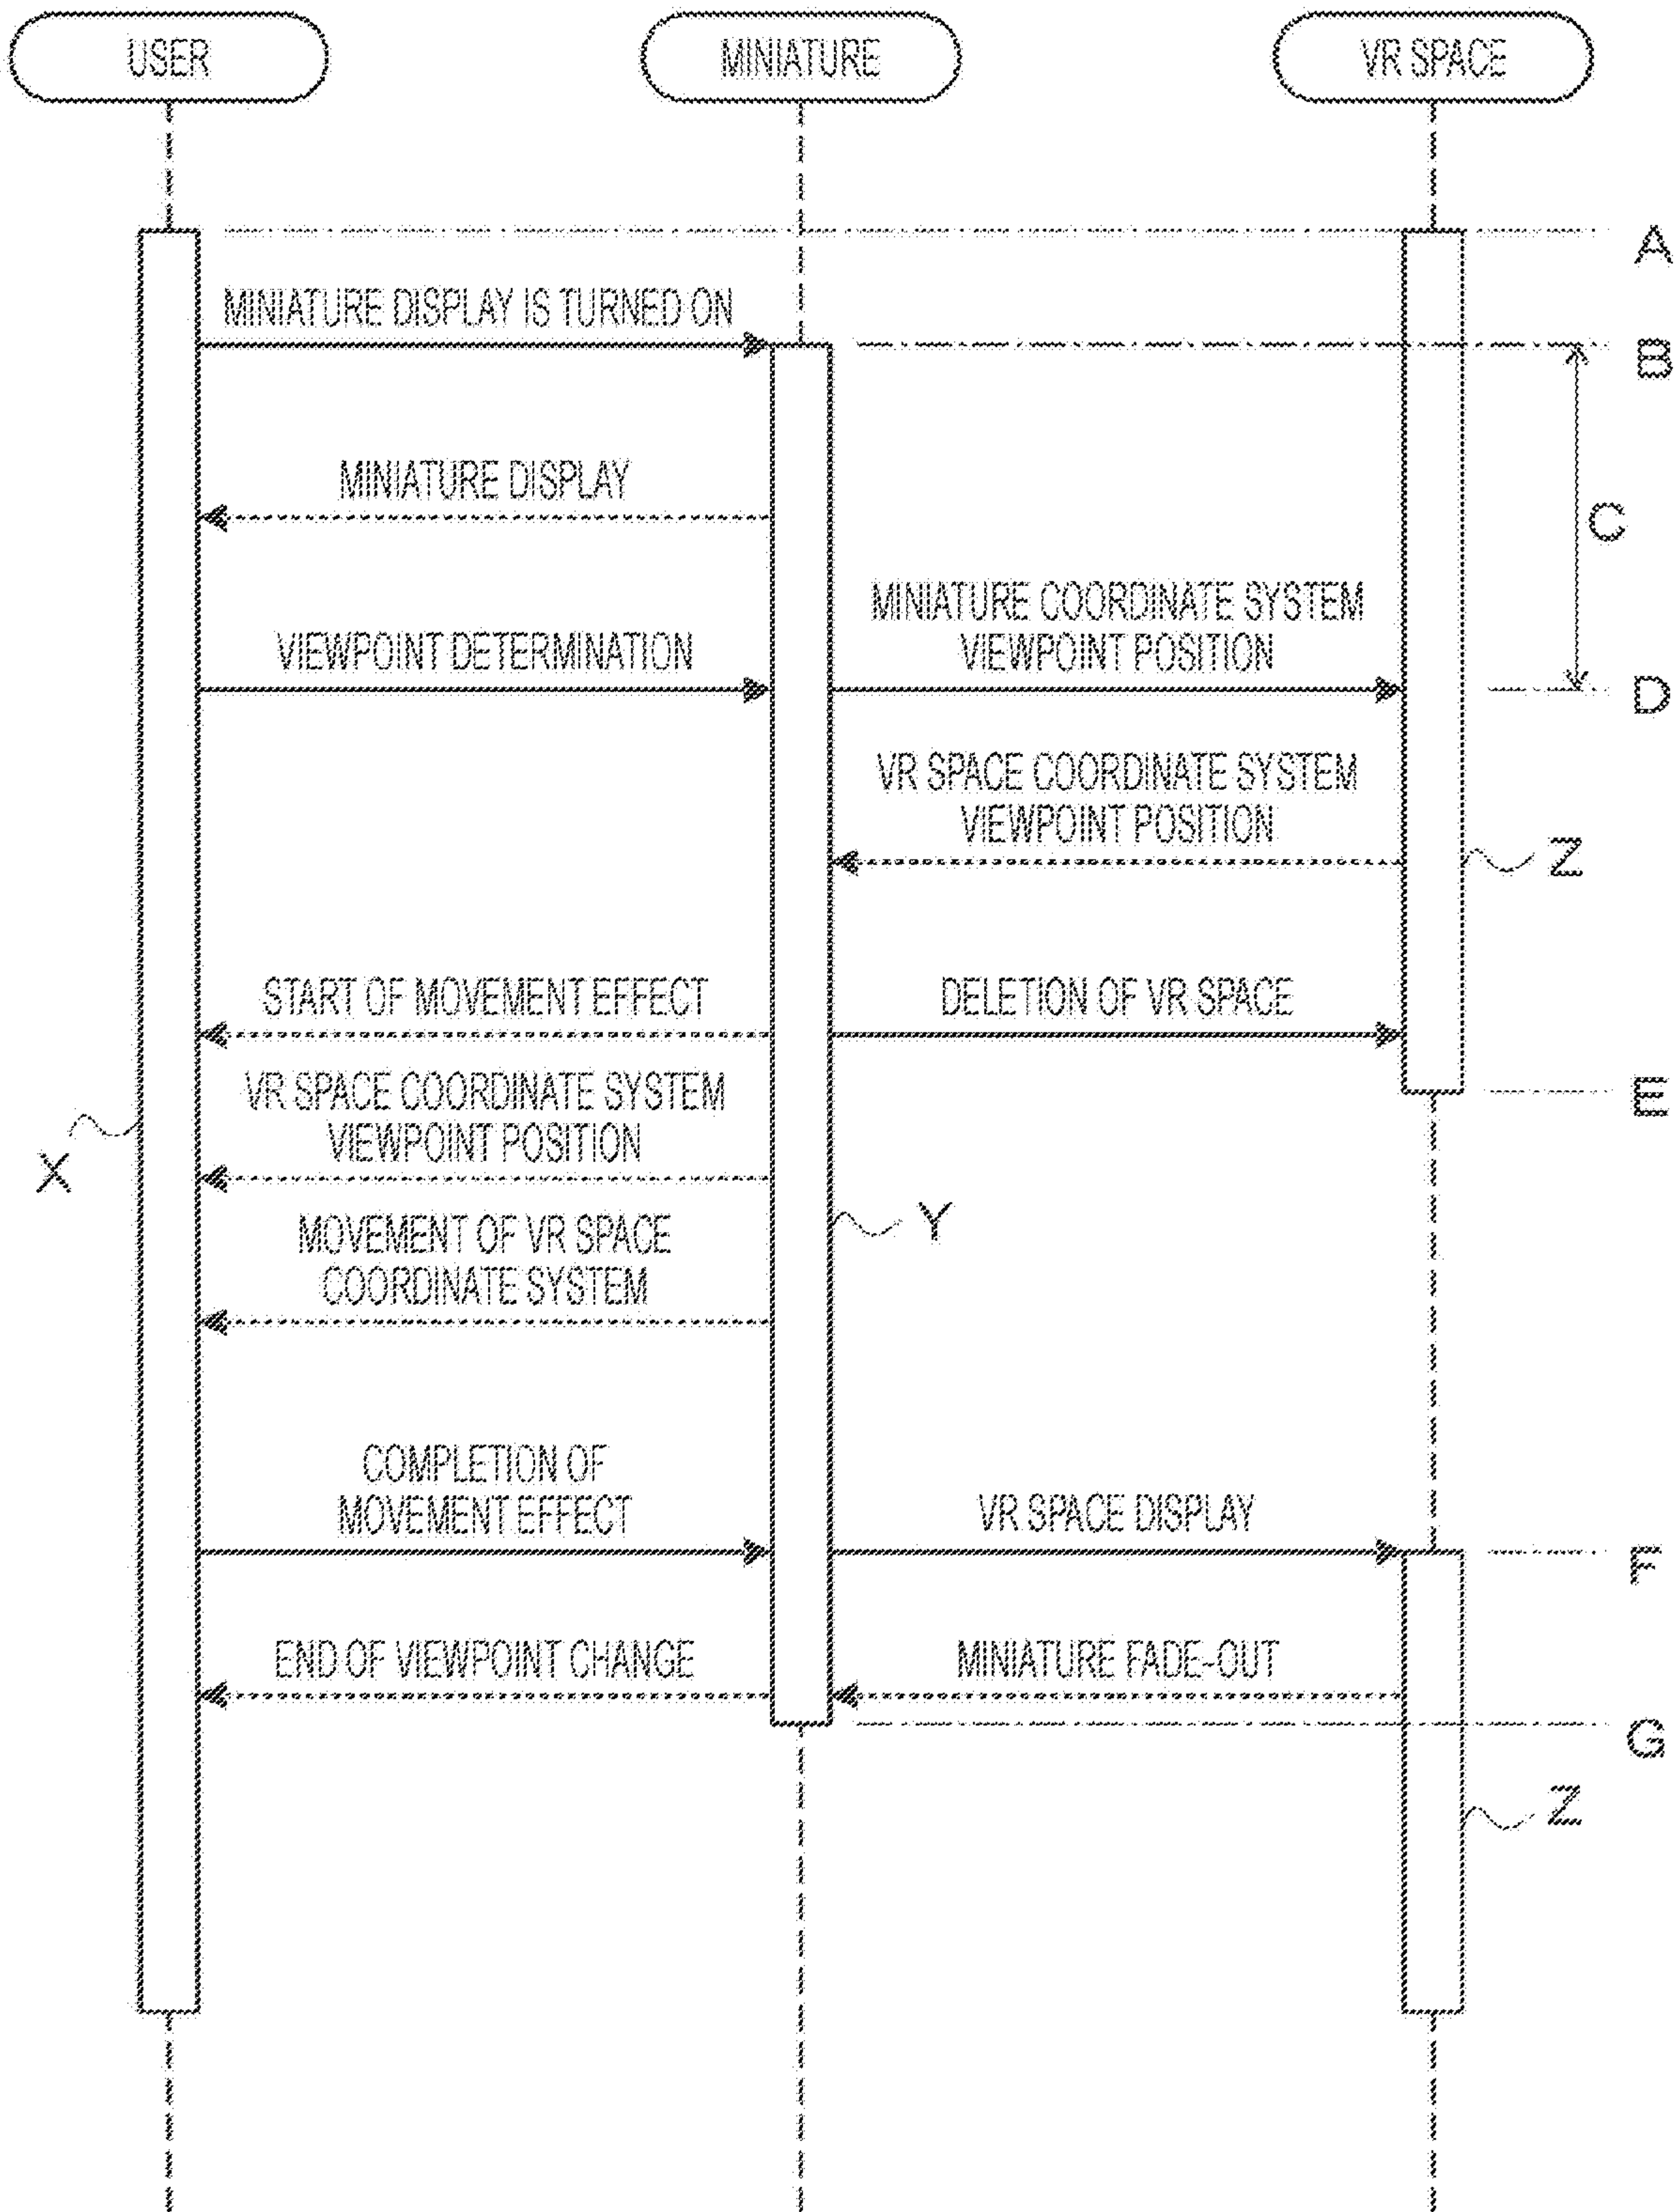 USER
MINIATURE
VR SPACE
A
MINIATURE DISPLAY IS TURNED ON
B
MINIATURE DISPLAY
C
MINIATURE COORDINATE SYSTEM
VIEWPOINT POSITION
VIEWPOINT DETERMINATION
D
VR SPACE COORDINATE SYSTEM
VIEWPOINT POSITION
Z
START OF MOVEMENT EFFECT
DELETION OF VR SPACE
VR SPACE COORDINATE SYSTEM
VIEWPOINT POSITION
E
X
Y
MOVEMENT OF VR SPACE
COORDINATE SYSTEM
COMPLETION OF
MOVEMENT EFFECT
VR SPACE DISPLAY
F
END OF VIEWPOINT CHANGE
MINIATURE FADE-OUT
G
Z